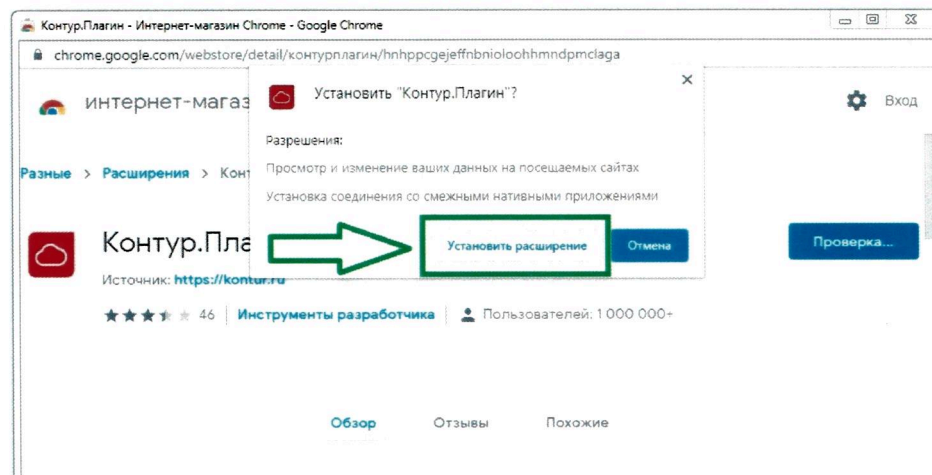 Контур.Плагин - Интернет-магазин Chrome - Google Chrome
chrome.google.com/webstore/detail/контурплагин/hnhppcgejeffnbnioloohhmndpmclaga
интернет-магаз
Вход
Установить "Контур.Плагин"?
Разрешения:
Просмотр и изменение ваших данных на посещаемых сайтах
Установка соединения со смежными нативными приложениями
Установить расширение
Отмена
Разные > Расширения > Конт
Контур.Пла
Проверка...
Источник: https://kontur.ru
46 Инструменты разработчика Пользователей: 1 000 000+
Обзор Отзывы Похожие